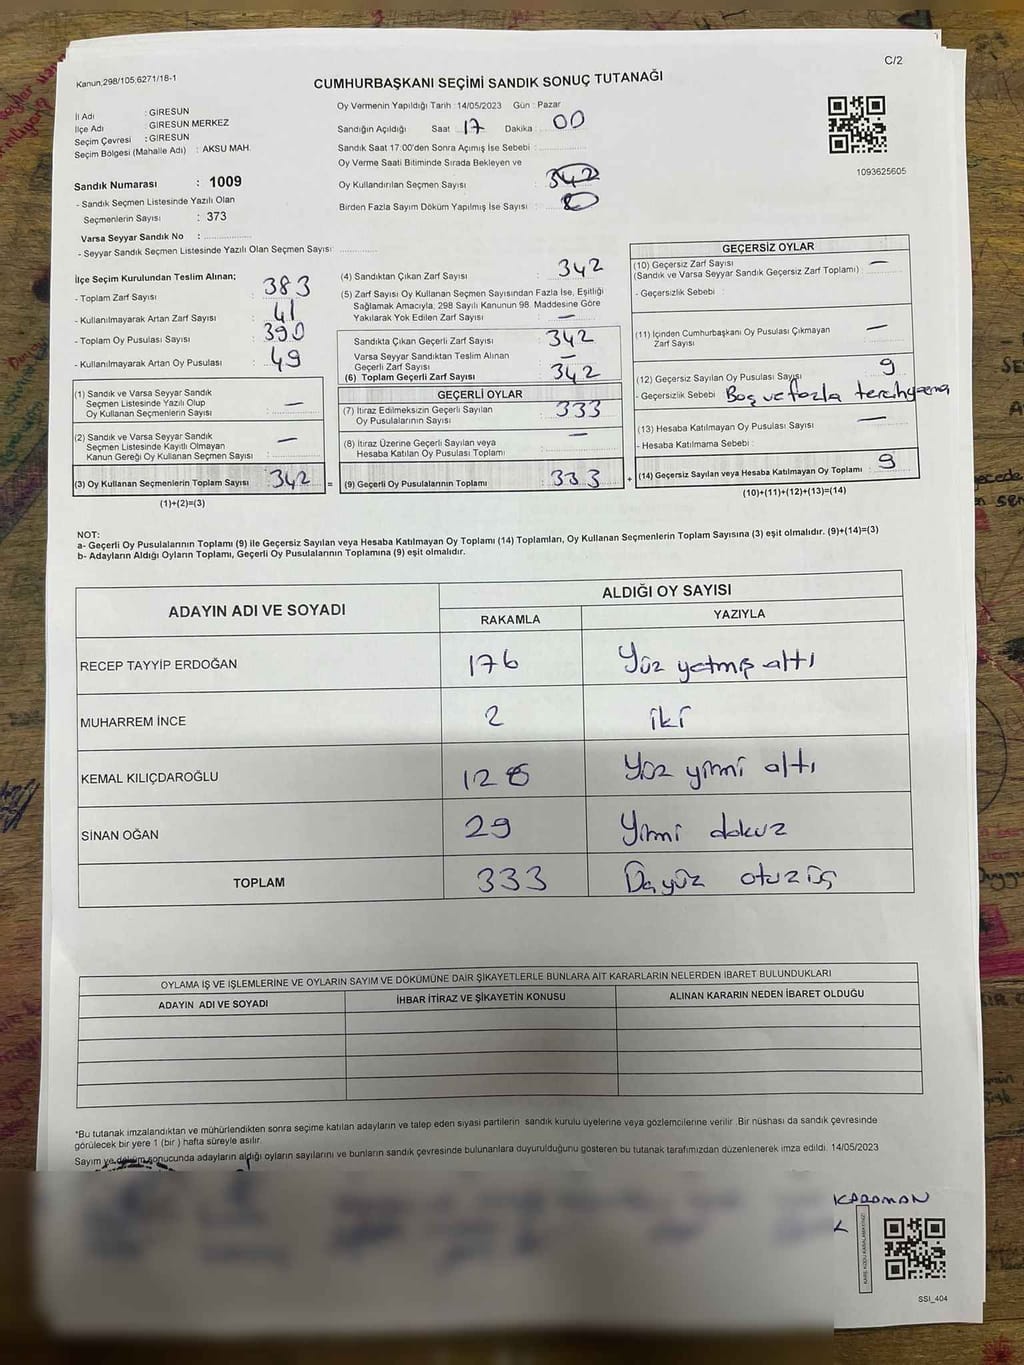 Kanun,298/105;6271/18-1
C/2
CUMHURBAŞKANI SEÇİMİ SANDIK SONUÇ TUTANAĞI
İl Adı : GİRESUN
İlçe Adı : GİRESUN MERKEZ
Seçim Çevresi : GİRESUN
Seçim Bölgesi (Mahalle Adı) : AKSU MAH.
Oy Vermenin Yapıldığı Tarih : 14/05/2023 Gün : Pazar
Sandığın Açıldığı Saat 17 Dakika 00
Sandık Saat 17:00'den Sonra Açımış İse Sebebi :
Oy Verme Saati Bitiminde Sırada Bekleyen ve
Oy Kullandırılan Seçmen Sayısı :
Birden Fazla Sayım Döküm Yapılmış İse Sayısı :
1093625605
Sandık Numarası : 1009
- Sandık Seçmen Listesinde Yazılı Olan
Seçmenlerin Sayısı : 373
Varsa Seyyar Sandık No :
- Seyyar Sandık Seçmen Listesinde Yazılı Olan Seçmen Sayısı:
İlçe Seçim Kurulundan Teslim Alınan;
- Toplam Zarf Sayısı : 383
- Kullanılmayarak Artan Zarf Sayısı : 41
- Toplam Oy Pusulası Sayısı : 390
- Kullanılmayarak Artan Oy Pusulası : 49
(1) Sandık ve Varsa Seyyar Sandık
Seçmen Listesinde Yazılı Olup
Oy Kullanan Seçmenlerin Sayısı : —
(2) Sandık ve Varsa Seyyar Sandık
Seçmen Listesinde Kayıtlı Olmayan
Kanun Gereği Oy Kullanan Seçmen Sayısı : —
(3) Oy Kullanan Seçmenlerin Toplam Sayısı : 342 =
(1)+(2)=(3)
(4) Sandıktan Çıkan Zarf Sayısı : 342
(5) Zarf Sayısı Oy Kullanan Seçmen Sayısından Fazla İse, Eşitliği
Sağlamak Amacıyla, 298 Sayılı Kanunun 98. Maddesine Göre
Yakılarak Yok Edilen Zarf Sayısı : —
Sandıkta Çıkan Geçerli Zarf Sayısı : 342
Varsa Seyyar Sandıktan Teslim Alınan
Geçerli Zarf Sayısı : —
(6) Toplam Geçerli Zarf Sayısı : 342
GEÇERLİ OYLAR
(7) İtiraz Edilmeksizin Geçerli Sayılan
Oy Pusulalarının Sayısı : 333
(8) İtiraz Üzerine Geçerli Sayılan veya
Hesaba Katılan Oy Pusulası Toplamı : —
(9) Geçerli Oy Pusulalarının Toplamı : 333 +
GEÇERSİZ OYLAR
(10) Geçersiz Zarf Sayısı : —
(Sandık ve Varsa Seyyar Sandık Geçersiz Zarf Toplamı) :
- Geçersizlik Sebebi :
(11) İçinden Cumhurbaşkanı Oy Pusulası Çıkmayan
Zarf Sayısı : —
(12) Geçersiz Sayılan Oy Pusulası Sayısı : 9
- Geçersizlik Sebebi : Boş ve fazla
(13) Hesaba Katılmayan Oy Pusulası Sayısı : —
- Hesaba Katılmama Sebebi :
(14) Geçersiz Sayılan veya Hesaba Katılmayan Oy Toplamı : 9
(10)+(11)+(12)+(13)=(14)
NOT:
a- Geçerli Oy Pusulalarının Toplamı (9) ile Geçersiz Sayılan veya Hesaba Katılmayan Oy Toplamı (14) Toplamları, Oy Kullanan Seçmenlerin Toplam Sayısına (3) eşit olmalıdır. (9)+(14)=(3)
b- Adayların Aldığı Oyların Toplamı, Geçerli Oy Pusulalarının Toplamına (9) eşit olmalıdır.
ADAYIN ADI VE SOYADI ALDIĞI OY SAYISI
RAKAMLA YAZIYLA
RECEP TAYYİP ERDOĞAN 176 Yüz yetmiş altı
MUHARREM İNCE 2 iki
KEMAL KILIÇDAROĞLU 126 Yüz yirmi altı
SİNAN OĞAN 29 Yirmi dokuz
TOPLAM 333 Üçyüz otuz üç
OYLAMA İŞ VE İŞLEMLERİNE VE OYLARIN SAYIM VE DÖKÜMÜNE DAİR ŞİKAYETLERLE BUNLARA AİT KARARLARIN NELERDEN İBARET BULUNDUKLARI
ADAYIN ADI VE SOYADI İHBAR İTİRAZ VE ŞİKAYETİN KONUSU ALINAN KARARIN NEDEN İBARET OLDUĞU
*Bu tutanak imzalandıktan ve mühürlendikten sonra seçime katılan adayların ve talep eden siyasi partilerin sandık kurulu üyelerine veya gözlemcilerine verilir. Bir nüshası da sandık çevresinde
görülecek bir yere 1 (bir ) hafta süreyle asılır.
Sayım ve döküm sonucunda adayların aldığı oyların sayılarını ve bunların sandık çevresinde bulunanlara duyurulduğunu gösteren bu tutanak tarafımızdan düzenlenerek imza edildi. 14/05/2023
KARAMAN
KARE KODU KARALAMAYINIZ!
SSİ_404